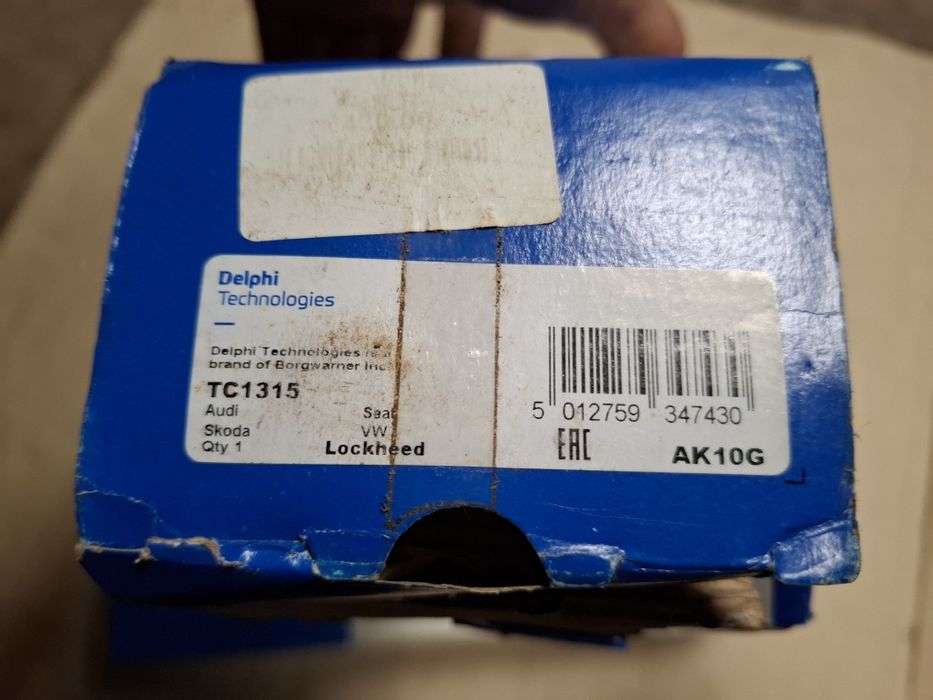 Delphi
Technologies
Delphi Technologies is a
brand of Borgwarner Inc.
TC1315
Audi Seat
Skoda VW
Qty 1 Lockheed
5 012759 347430
EAC
AK10G